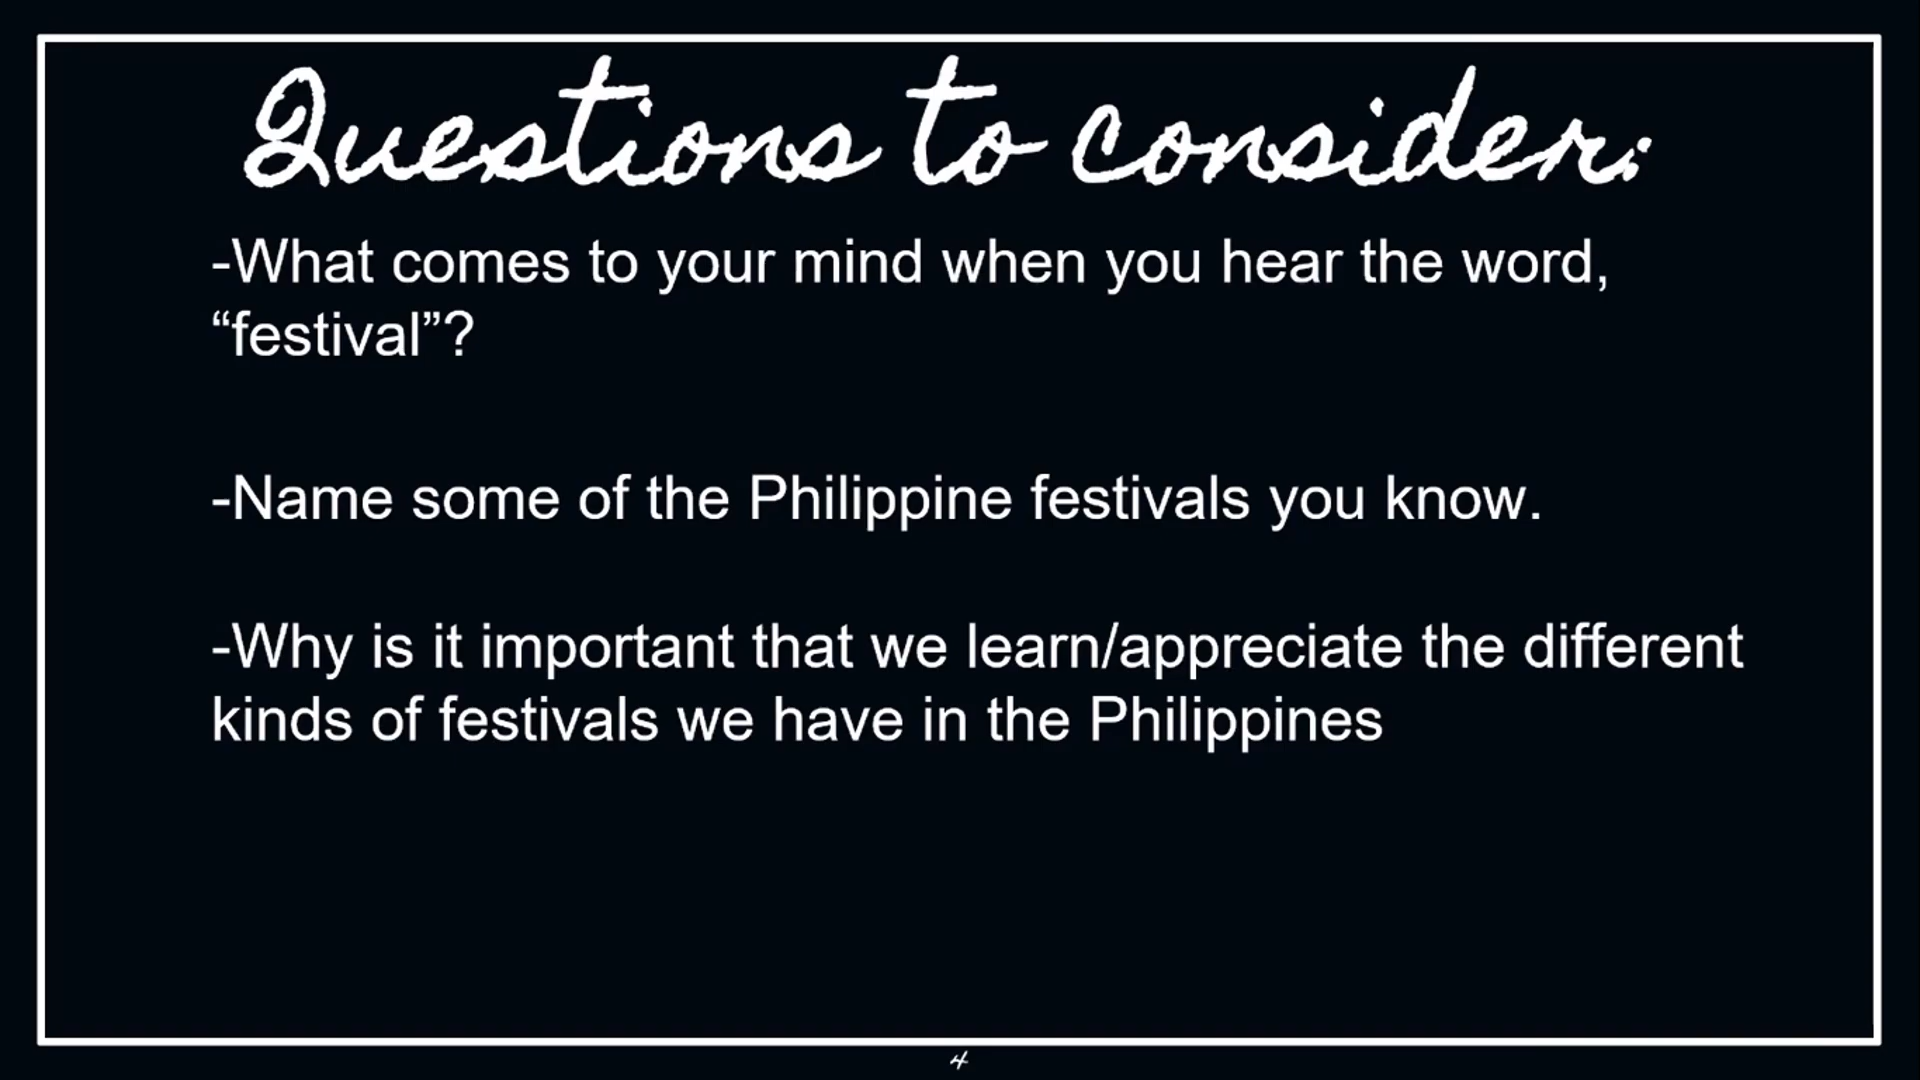 Questions to consider:
-What comes to your mind when you hear the word,
“festival”?
-Name some of the Philippine festivals you know.
-Why is it important that we learn/appreciate the different
kinds of festivals we have in the Philippines
4